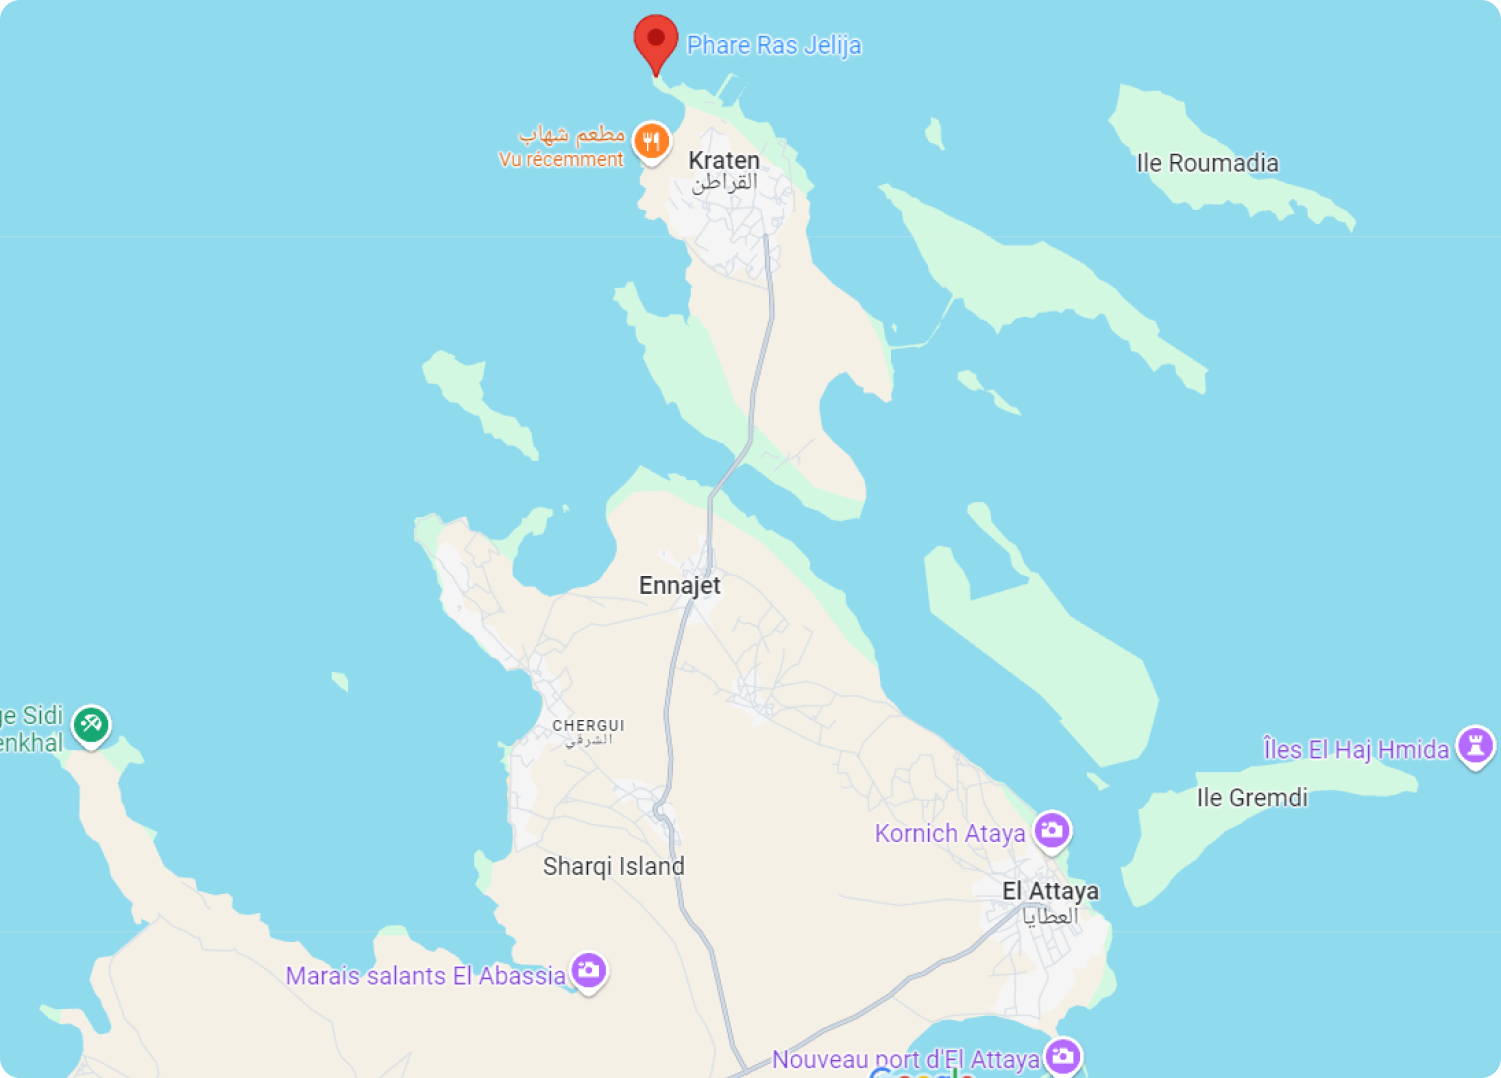 Phare Ras Jelija
مطعم شهاب
Vu récemment
Kraten
القراطن
Ile Roumadia
Ennajet
ge Sidi
enkhal
CHERGUI
الشرقي
Îles El Haj Hmida
Ile Gremdi
Kornich Ataya
Sharqi Island
El Attaya
العطايا
Marais salants El Abassia
Nouveau port d'El Attaya
Google